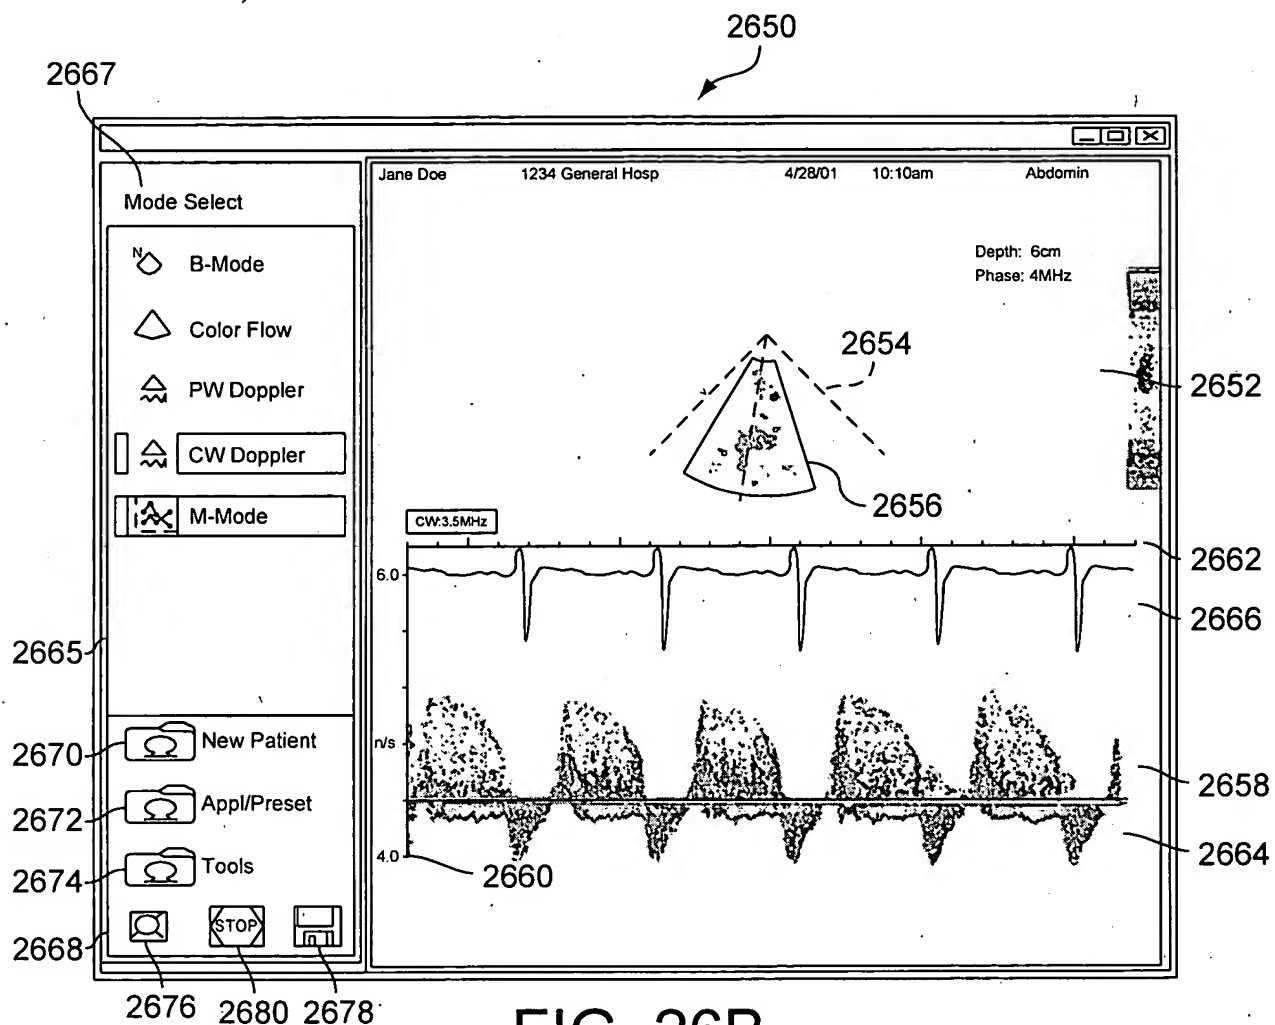 2650
2667
Mode Select
Jane Doe 1234 General Hosp 4/28/01 10:10am Abdomin
N B-Mode
Depth: 6cm
Phase: 4MHz
Color Flow
2654
2652
PW Doppler
CW Doppler
2656
M-Mode
CW:3.5MHz
2662
6.0
2666
2665
New Patient
n/s
2670
2658
Appl/Preset
2672
4.0
2664
2660
Tools
2674
STOP
2668
2676 2680 2678
FIG. 26B